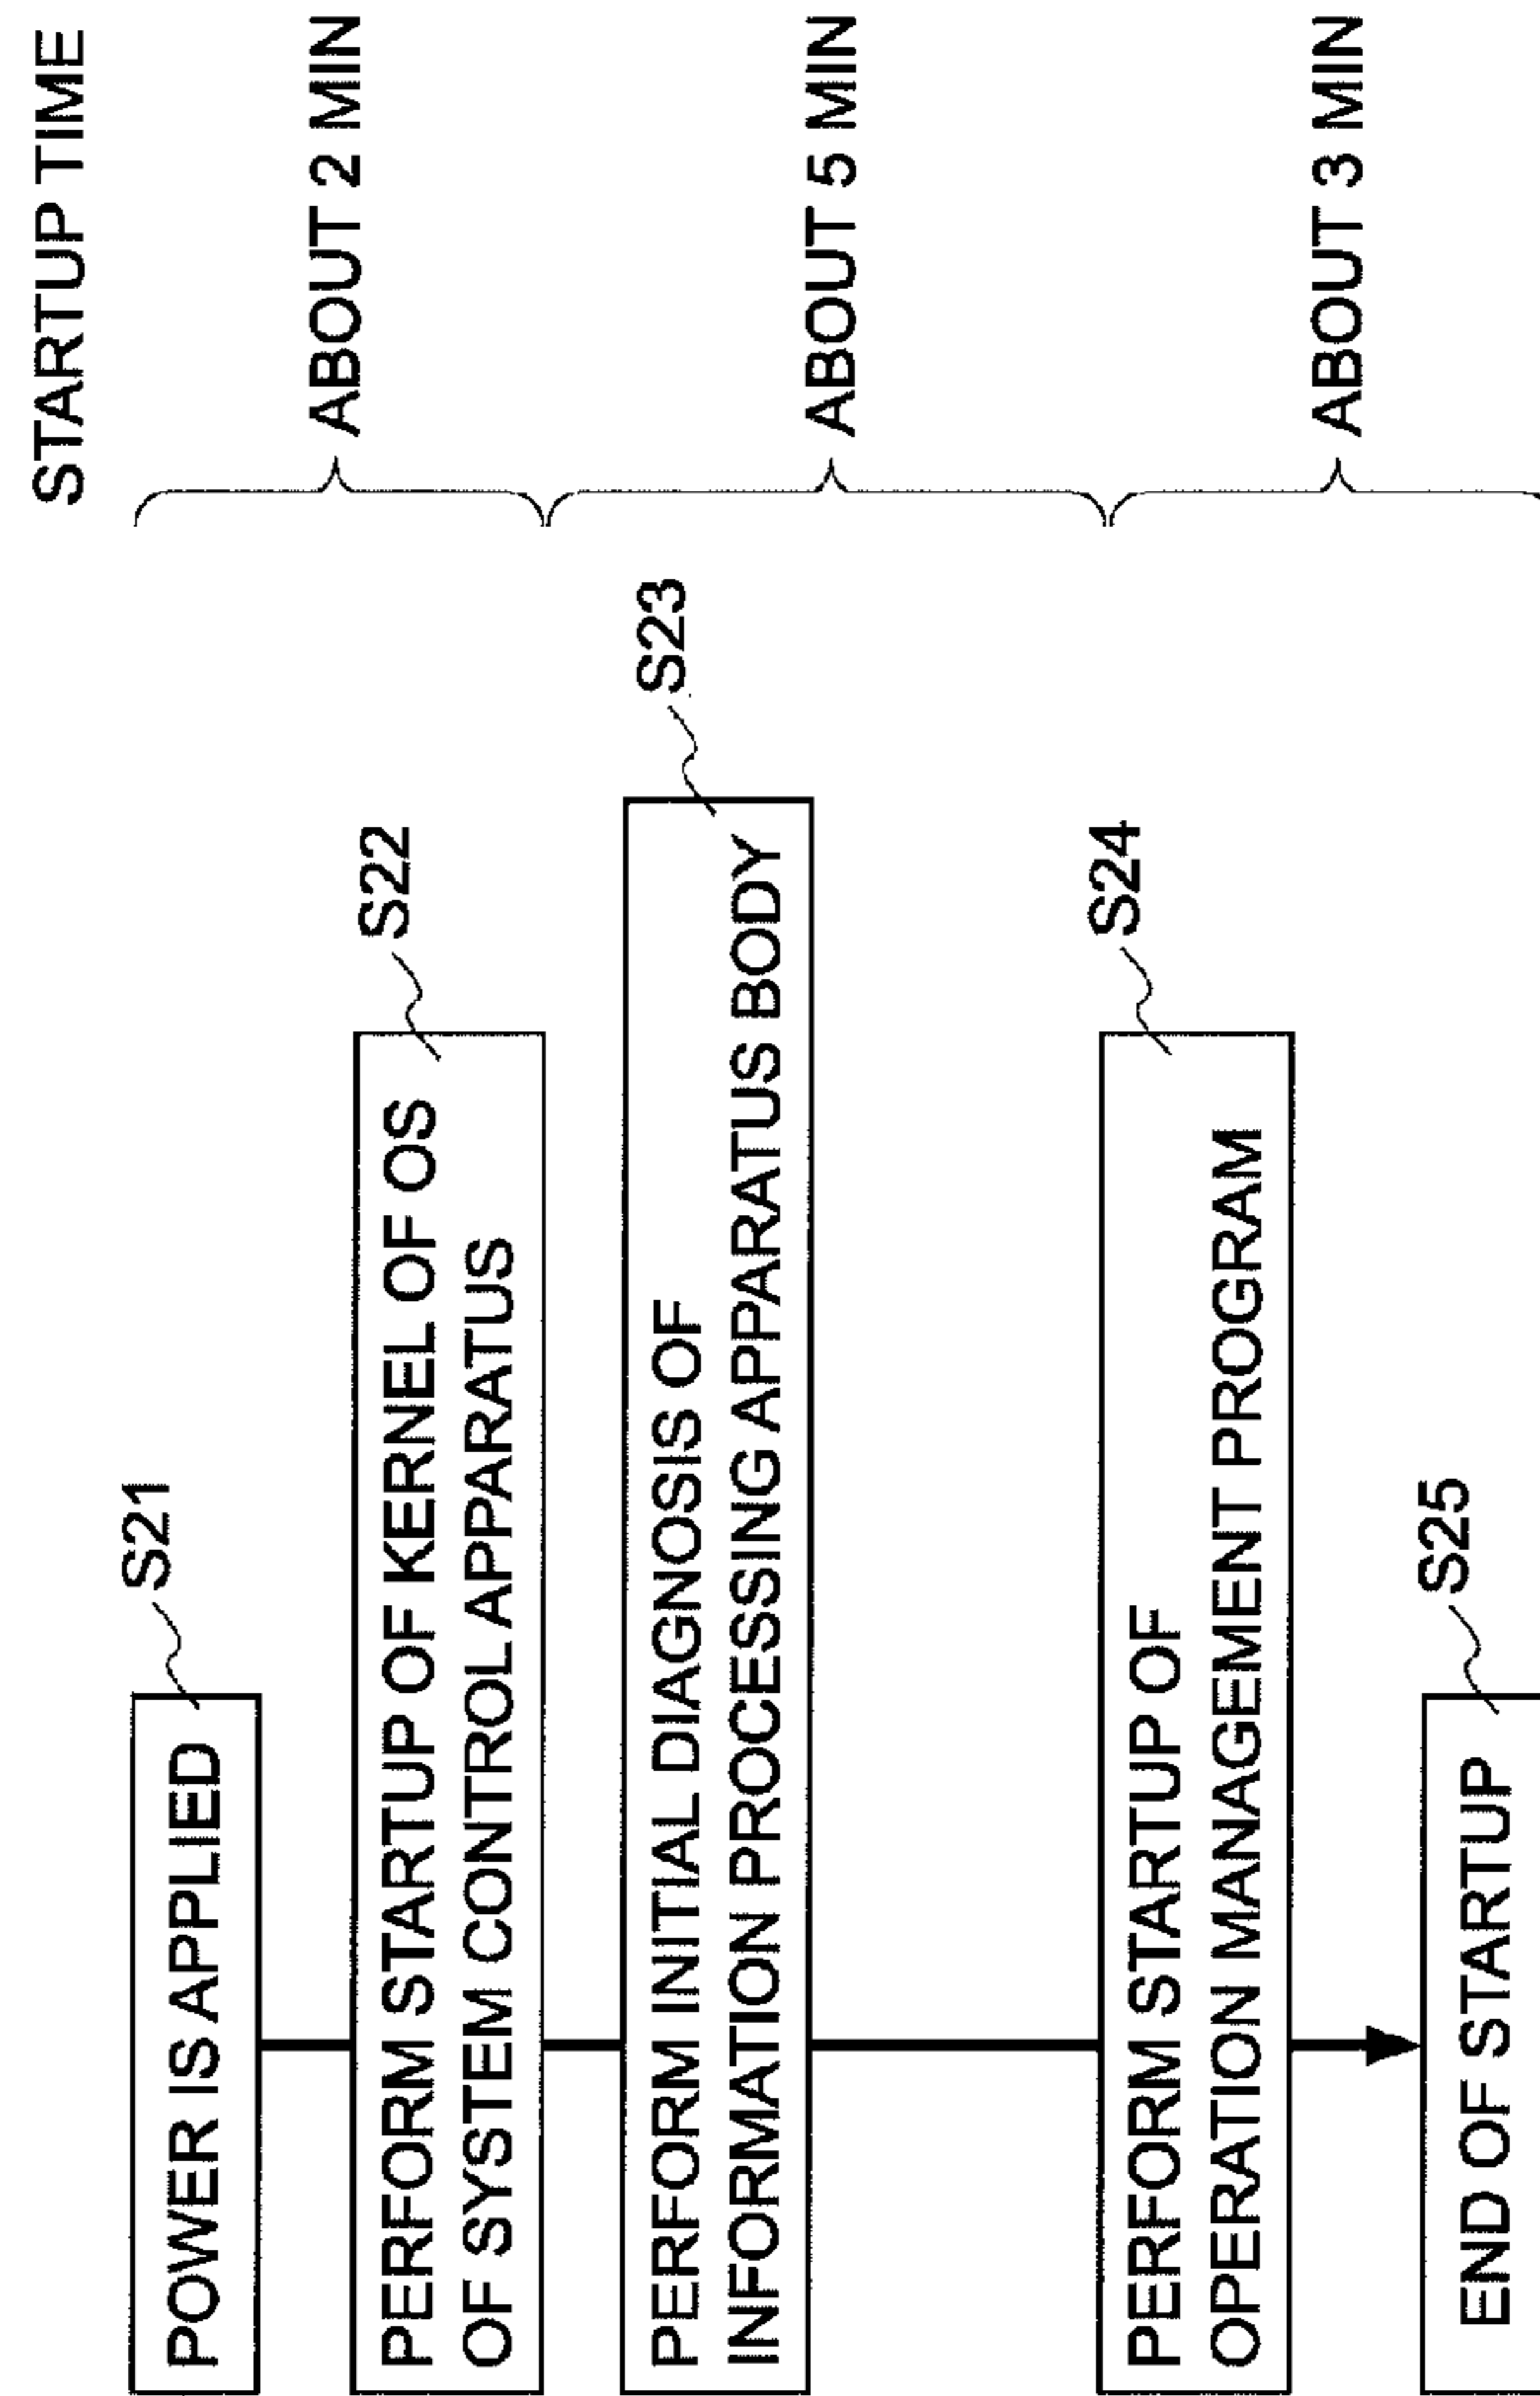 STARTUP TIME
S21
POWER IS APPLIED
ABOUT 2 MIN
S22
PERFORM STARTUP OF KERNEL OF OS
OF SYSTEM CONTROL APPARATUS
S23
PERFORM INITIAL DIAGNOSIS OF
INFORMATION PROCESSING APPARATUS BODY
ABOUT 5 MIN
S24
PERFORM STARTUP OF
OPERATION MANAGEMENT PROGRAM
ABOUT 3 MIN
S25
END OF STARTUP